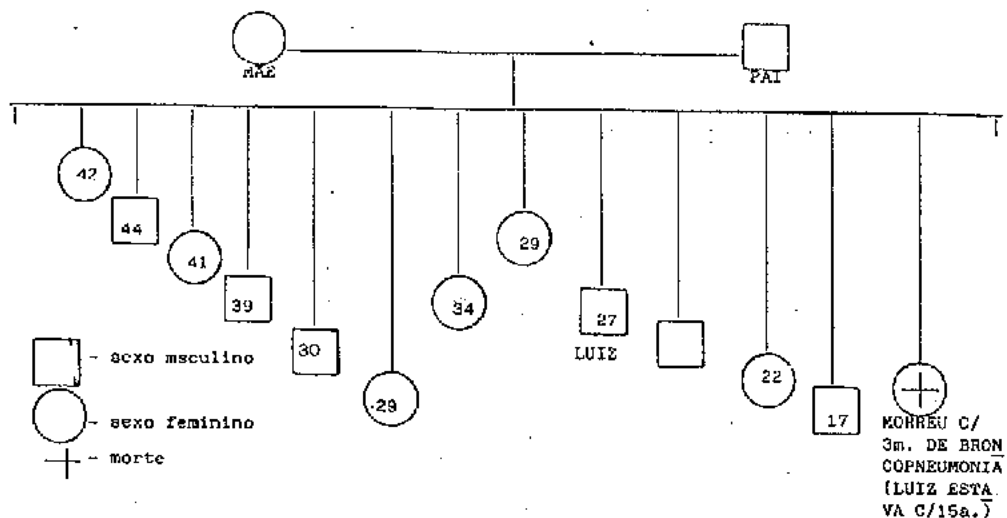 MÃE
PAI
42
44
41
39
30
29
34
29
27
LUIZ
22
17
- sexo msculino
- sexo feminino
- morte
MORREU C/
3m. DE BRON
COPNEUMONIA
(LUIZ ESTA
VA C/15a.)